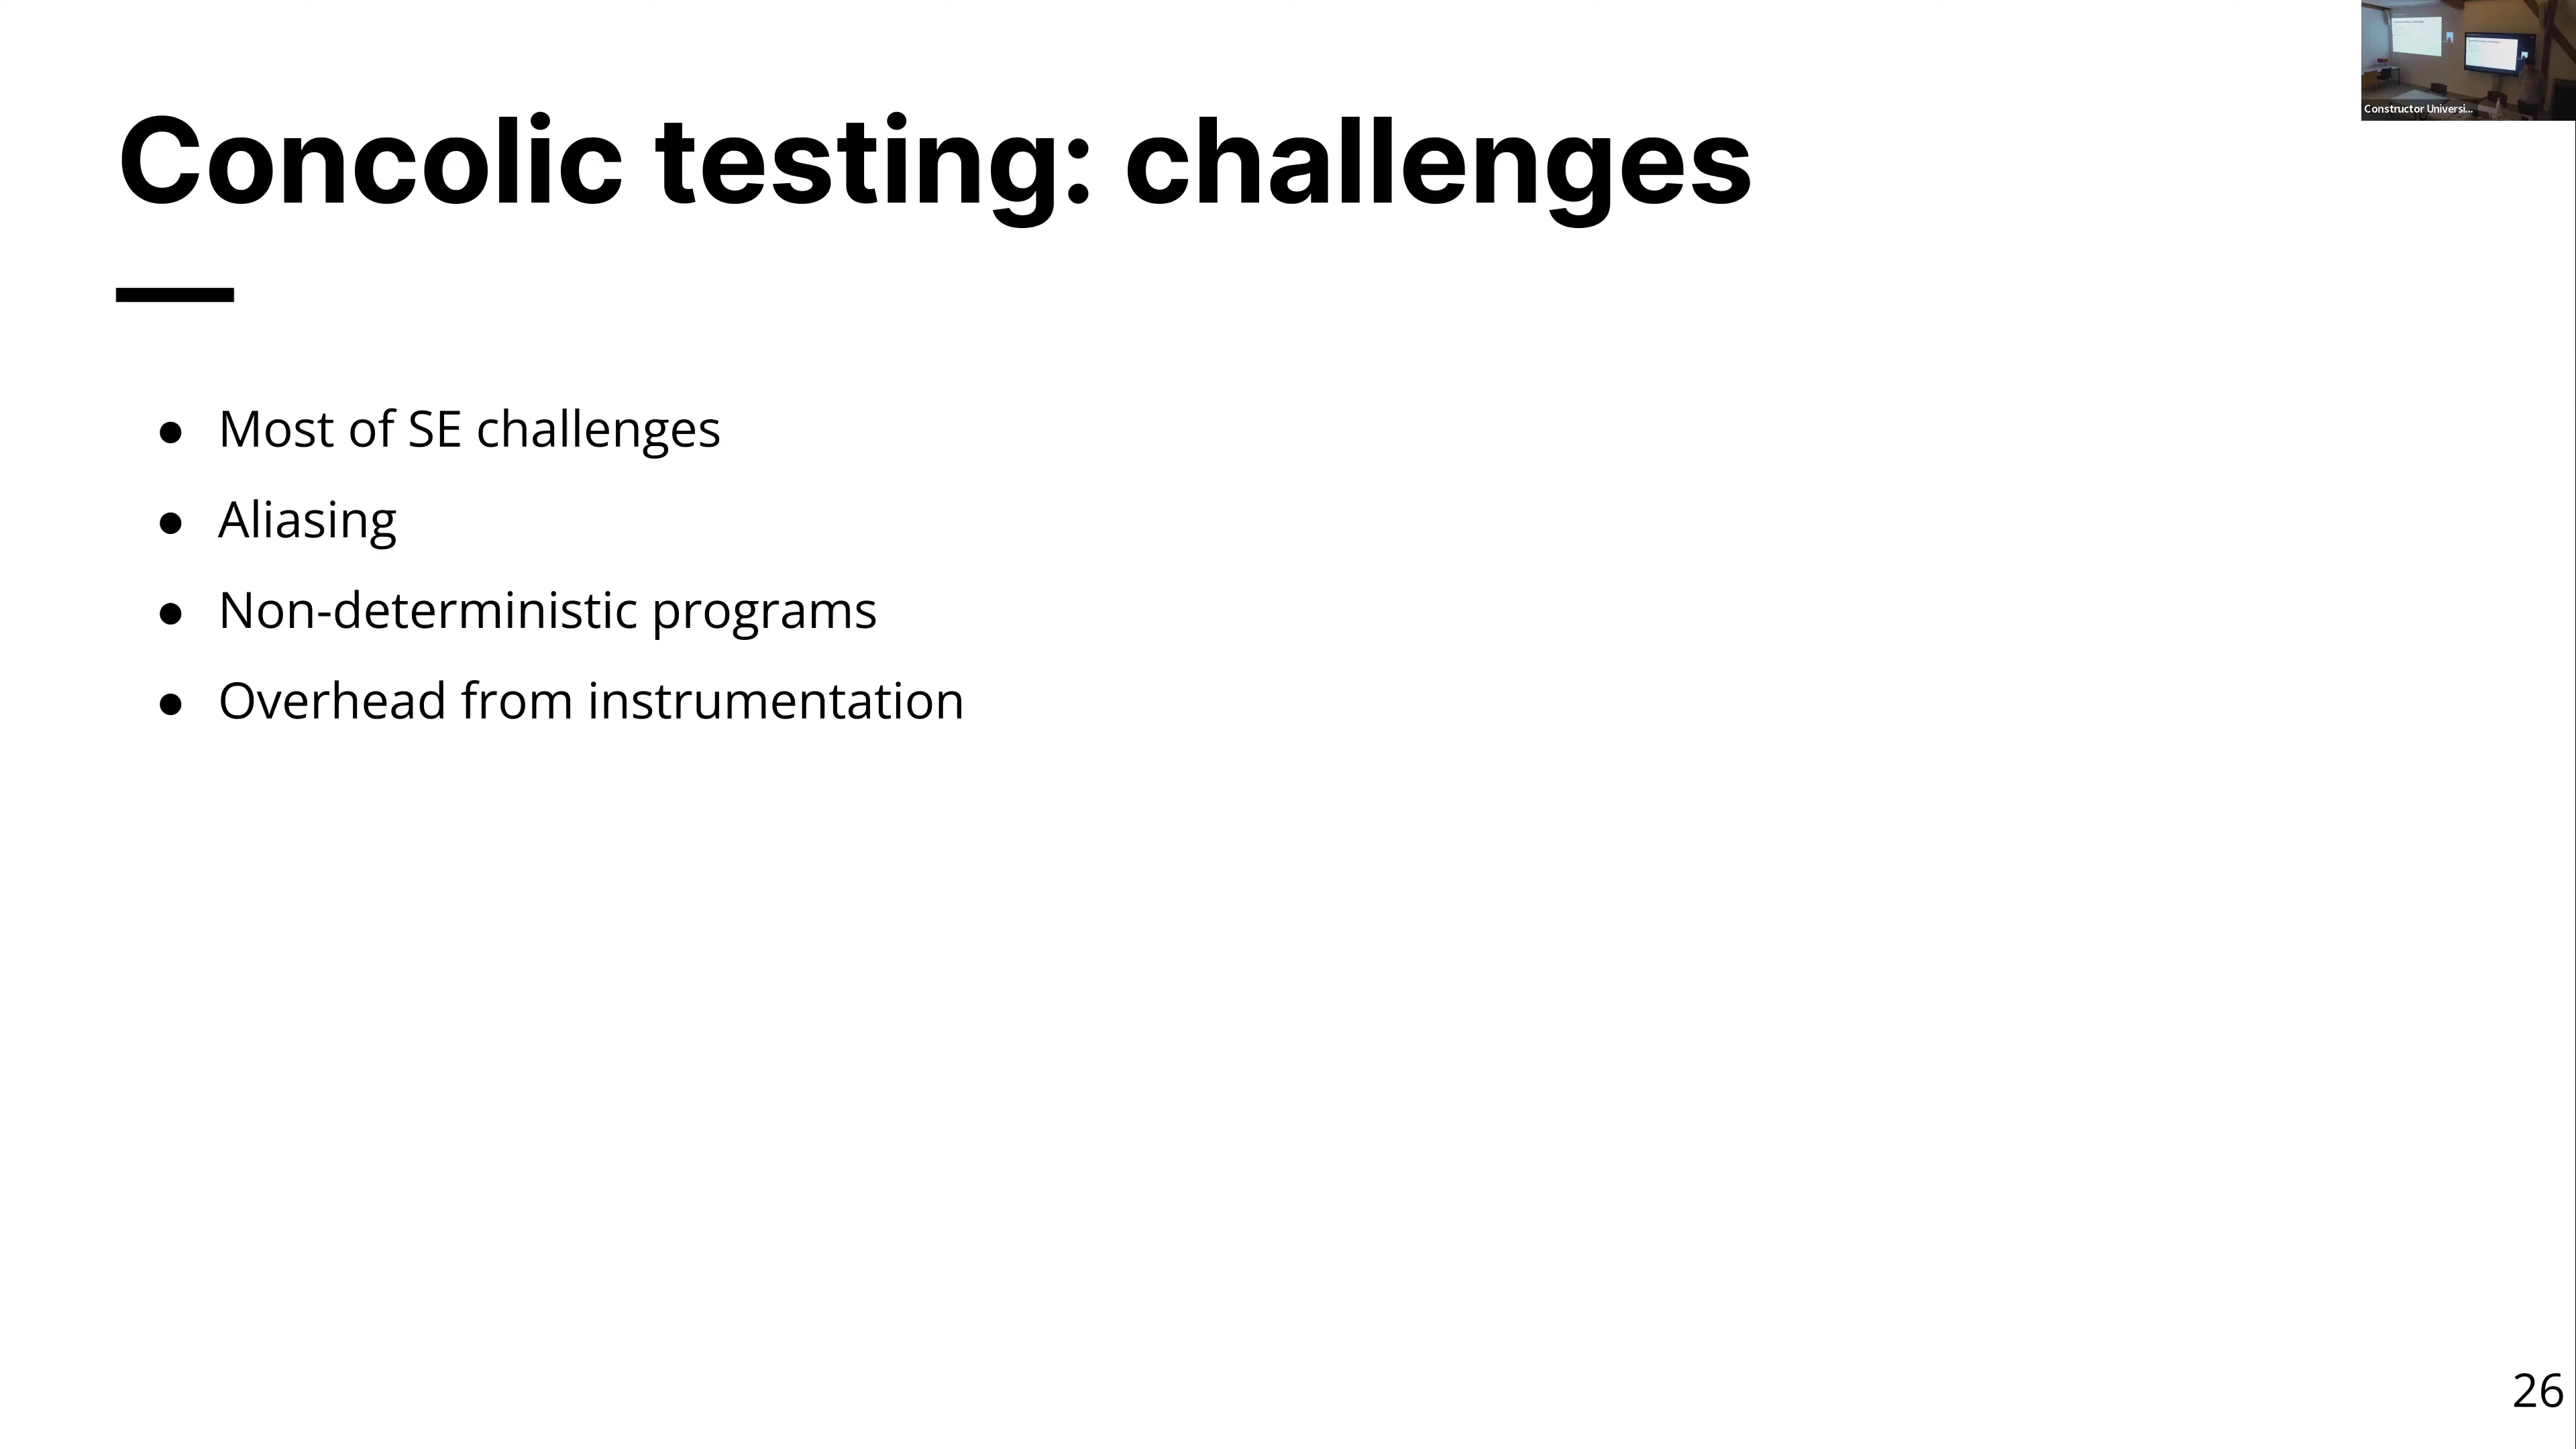 Constructor Universi...
Concolic testing: challenges
● Most of SE challenges
● Aliasing
● Non-deterministic programs
● Overhead from instrumentation
26